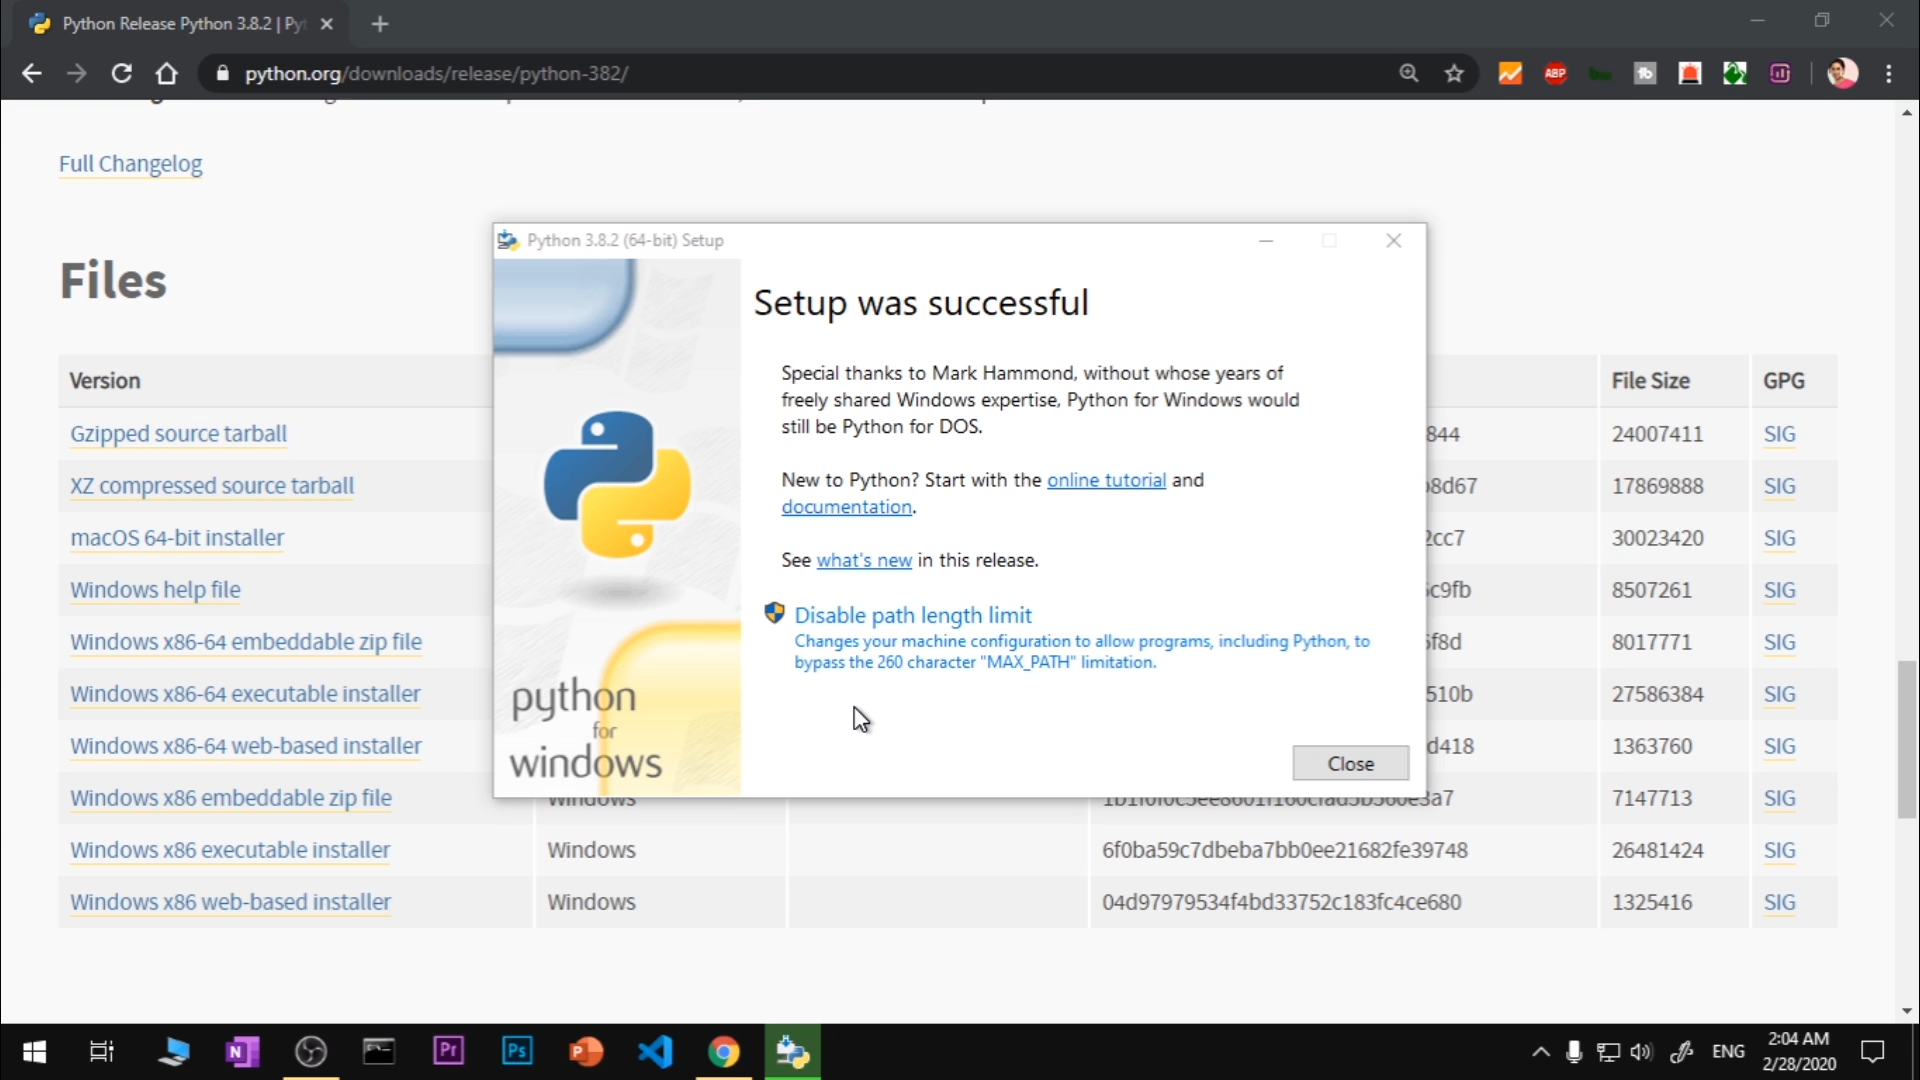 Python Release Python 3.8.2 | Pyt
python.org/downloads/release/python-382/
ABP
Full Changelog
Python 3.8.2 (64-bit) Setup
Files
Setup was successful
Special thanks to Mark Hammond, without whose years of
freely shared Windows expertise, Python for Windows would
still be Python for DOS.
New to Python? Start with the online tutorial and
documentation.
See what's new in this release.
Disable path length limit
Changes your machine configuration to allow programs, including Python, to
bypass the 260 character "MAX_PATH" limitation.
python
for
windows
Close
Version File Size GPG
Gzipped source tarball 844 24007411 SIG
XZ compressed source tarball 8d67 17869888 SIG
macOS 64-bit installer 2cc7 30023420 SIG
Windows help file c9fb 8507261 SIG
Windows x86-64 embeddable zip file f8d 8017771 SIG
Windows x86-64 executable installer 510b 27586384 SIG
Windows x86-64 web-based installer d418 1363760 SIG
Windows x86 embeddable zip file Windows 7147713 SIG
Windows x86 executable installer Windows 6f0ba59c7dbeba7bb0ee21682fe39748 26481424 SIG
Windows x86 web-based installer Windows 04d97979534f4bd33752c183fc4ce680 1325416 SIG
N Pr Ps P
ENG
2:04 AM
2/28/2020